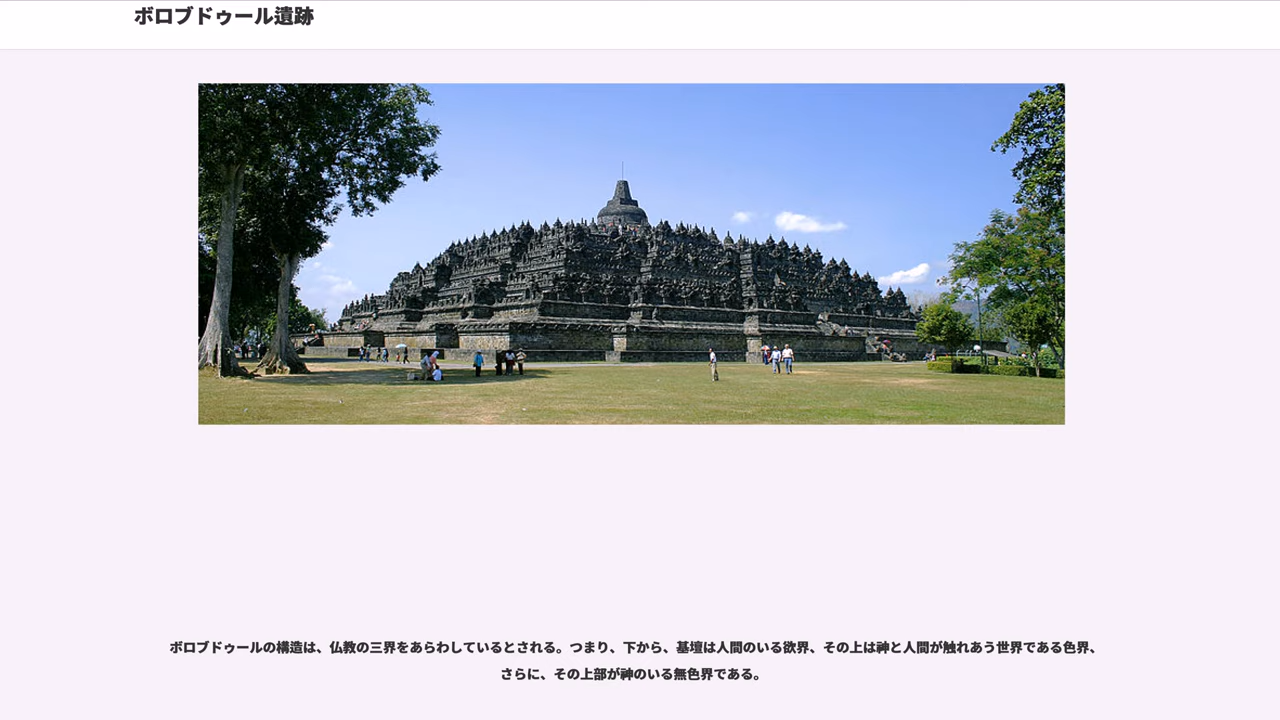 ボロブドゥール遺跡
ボロブドゥールの構造は、仏教の三界をあらわしているとされる。つまり、下から、基壇は人間のいる欲界、その上は神と人間が触れあう世界である色界、
さらに、その上部が神のいる無色界である。